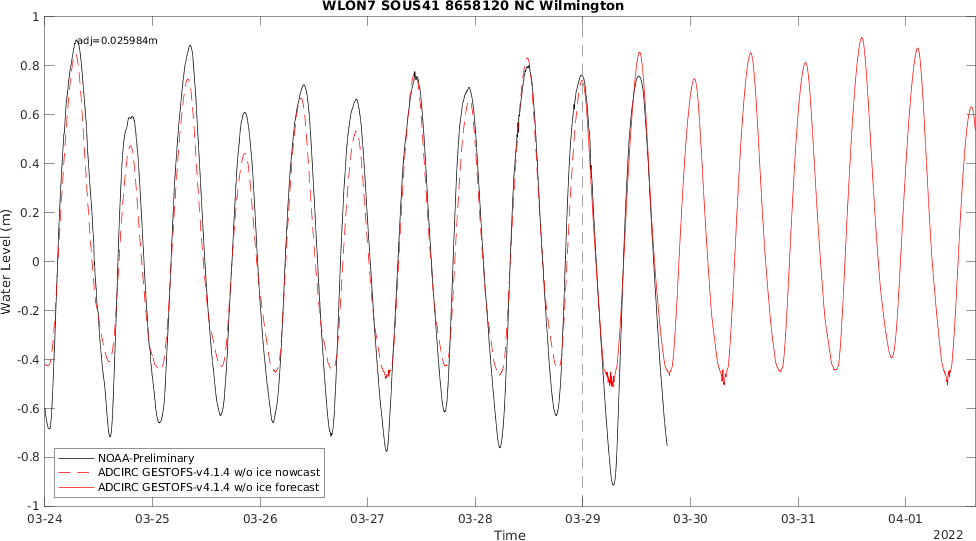 WLON7 SOUS41 8658120 NC Wilmington
adj=0.025984m
1
0.8
0.6
0.4
0.2
0
-0.2
-0.4
-0.6
-0.8
-1
Water Level (m)
NOAA-Preliminary
ADCIRC GESTOFS-v4.1.4 w/o ice nowcast
ADCIRC GESTOFS-v4.1.4 w/o ice forecast
03-24 03-25 03-26 03-27 03-28 03-29 03-30 03-31 04-01
Time
2022